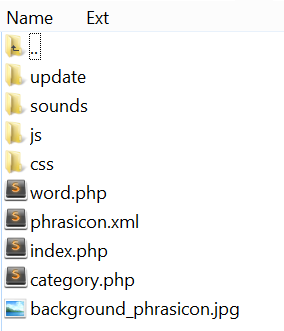 Name Ext
..
update
sounds
js
css
word.php
phrasicon.xml
index.php
category.php
background_phrasicon.jpg